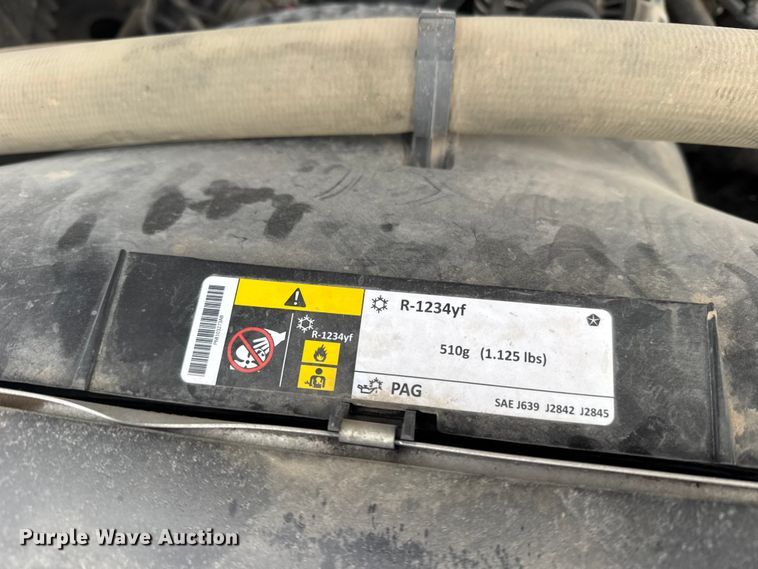 R-1234yf
R-1234yf
510g (1.125 lbs)
PAG
SAE J639 J2842 J2845
Purple Wave Auction